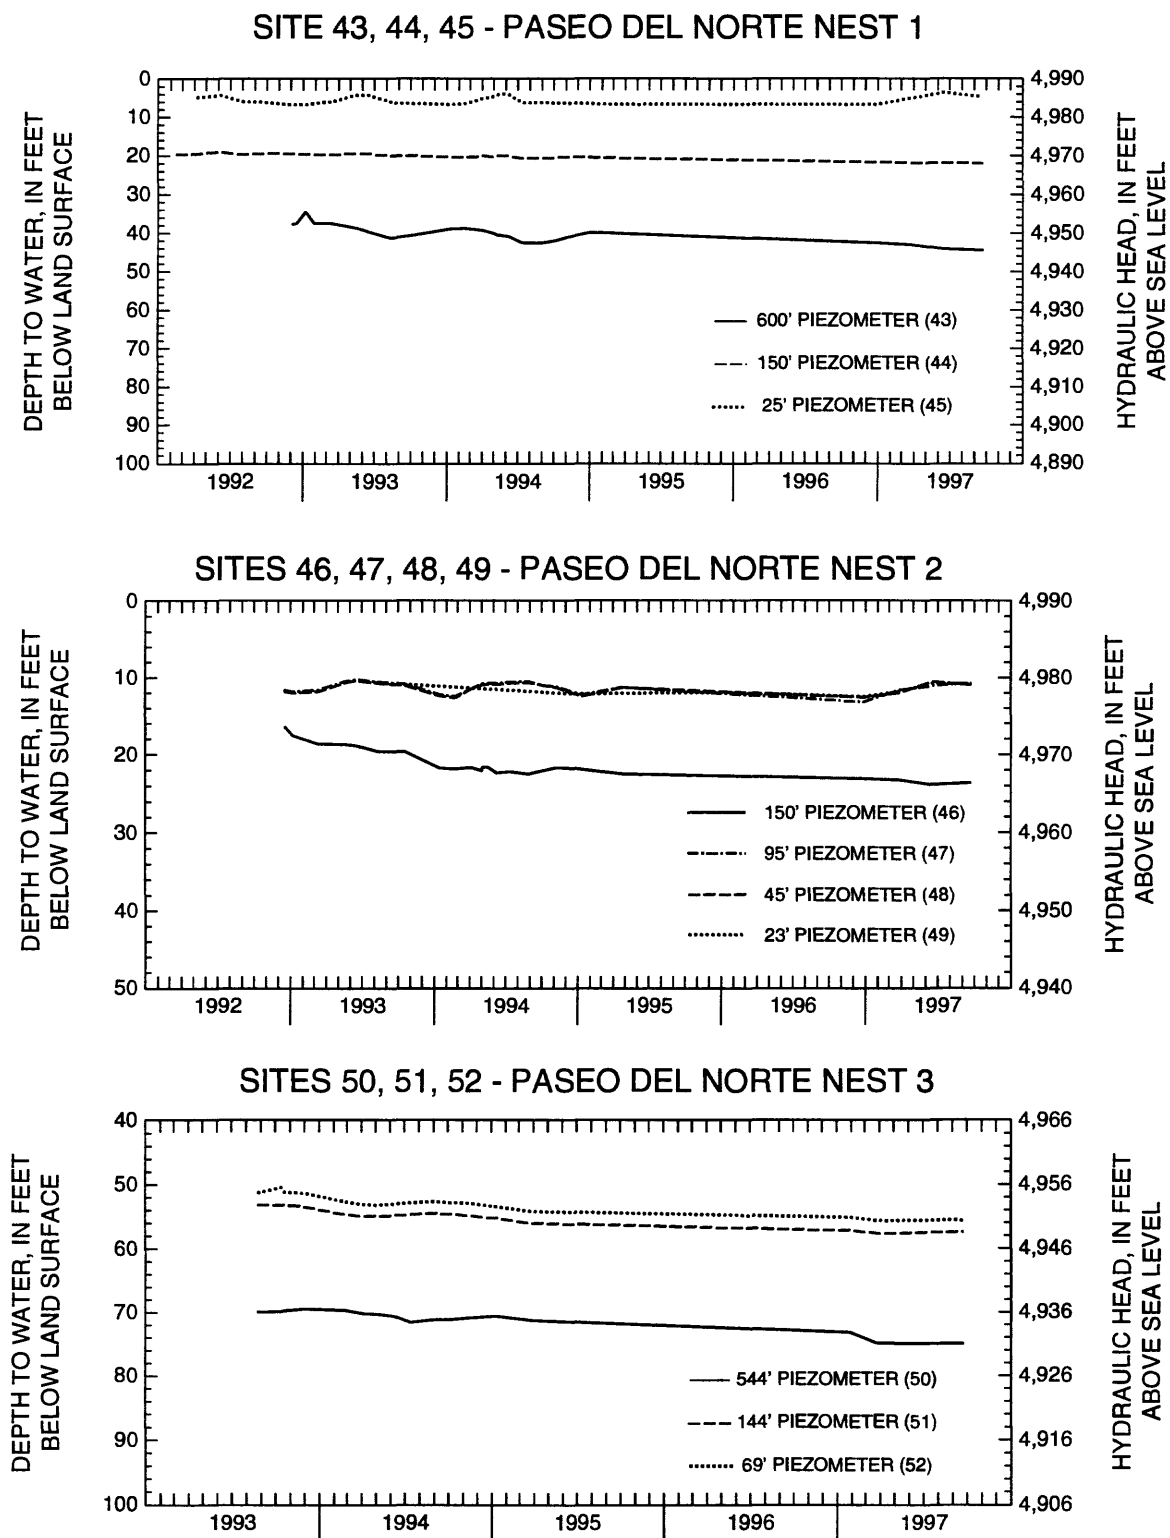 SITE 43, 44, 45 - PASEO DEL NORTE NEST 1
DEPTH TO WATER, IN FEET
BELOW LAND SURFACE
0
10
20
30
40
50
60
70
80
90
100
4,990
4,980
4,970
4,960
4,950
4,940
4,930
4,920
4,910
4,900
4,890
HYDRAULIC HEAD, IN FEET
ABOVE SEA LEVEL
600' PIEZOMETER (43)
150' PIEZOMETER (44)
25' PIEZOMETER (45)
1992 1993 1994 1995 1996 1997
SITES 46, 47, 48, 49 - PASEO DEL NORTE NEST 2
DEPTH TO WATER, IN FEET
BELOW LAND SURFACE
0
10
20
30
40
50
4,990
4,980
4,970
4,960
4,950
4,940
HYDRAULIC HEAD, IN FEET
ABOVE SEA LEVEL
150' PIEZOMETER (46)
95' PIEZOMETER (47)
45' PIEZOMETER (48)
23' PIEZOMETER (49)
1992 1993 1994 1995 1996 1997
SITES 50, 51, 52 - PASEO DEL NORTE NEST 3
DEPTH TO WATER, IN FEET
BELOW LAND SURFACE
40
50
60
70
80
90
100
4,966
4,956
4,946
4,936
4,926
4,916
4,906
HYDRAULIC HEAD, IN FEET
ABOVE SEA LEVEL
544' PIEZOMETER (50)
144' PIEZOMETER (51)
69' PIEZOMETER (52)
1993 1994 1995 1996 1997